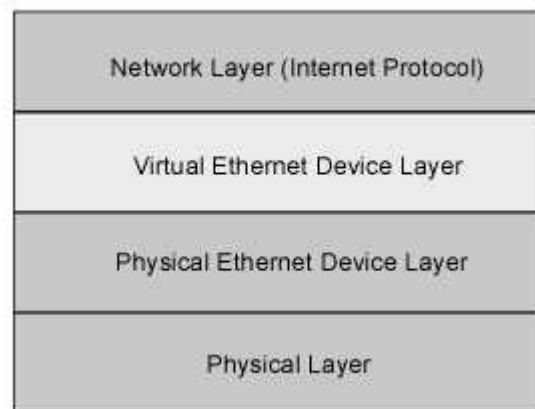 Network Layer (Internet Protocol)
Virtual Ethernet Device Layer
Physical Ethernet Device Layer
Physical Layer